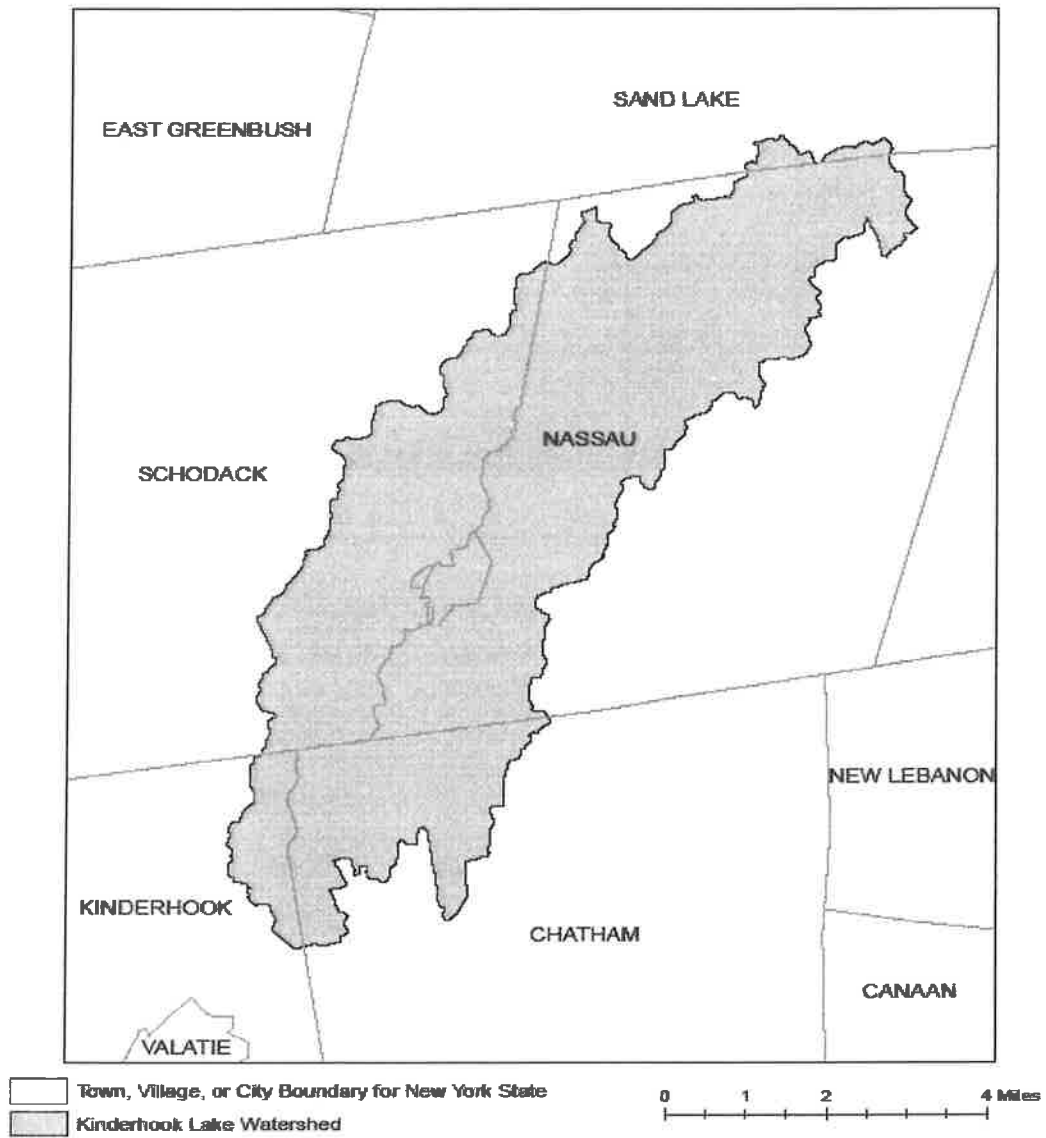 SAND LAKE
EAST GREENBUSH
NASSAU
SCHODACK
NEW LEBANON
KINDERHOOK
CHATHAM
CANAAN
VALATIE
Town, Village, or City Boundary for New York State
Kinderhook Lake Watershed
0 1 2 4 Miles